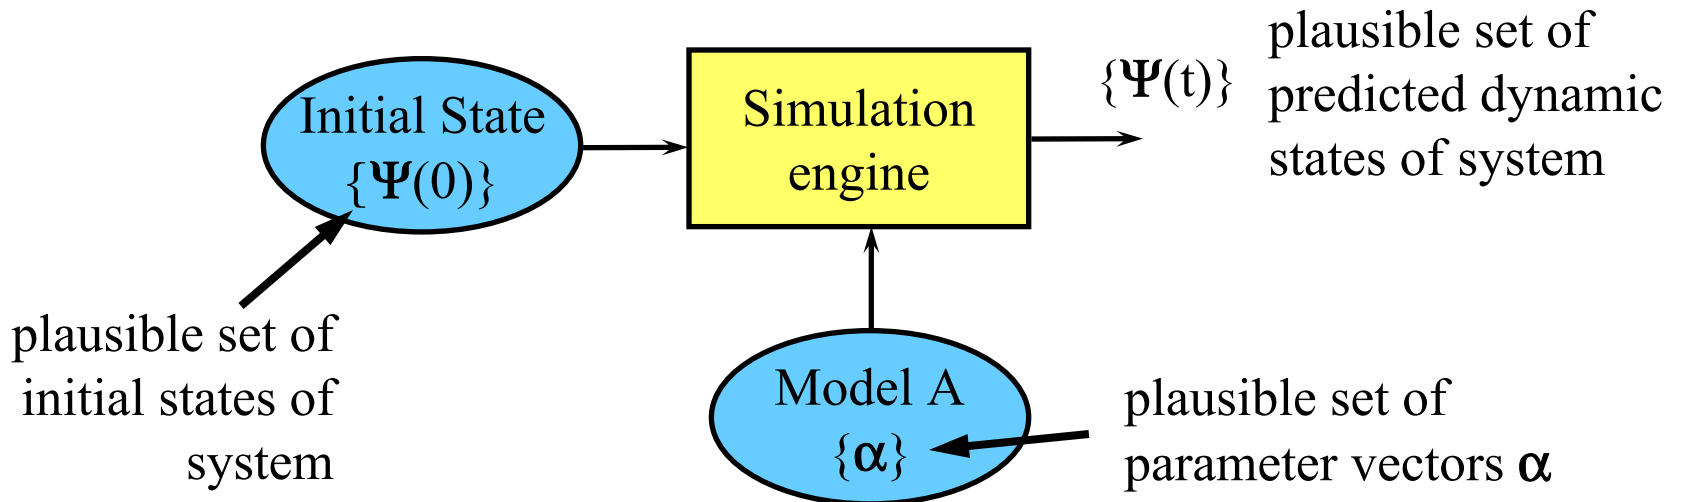 plausible set of
predicted dynamic
states of system
{Ψ(t)}
Initial State
{Ψ(0)}
Simulation
engine
plausible set of
initial states of
system
Model A
{α}
plausible set of
parameter vectors α